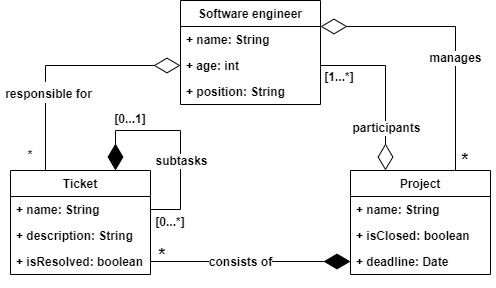 Software engineer
+ name: String
+ age: int
+ position: String
manages
responsible for
[1...*]
[0...1]
participants
*
subtasks
*
Ticket
+ name: String
+ description: String
+ isResolved: boolean
[0...*]
Project
+ name: String
+ isClosed: boolean
+ deadline: Date
*
consists of